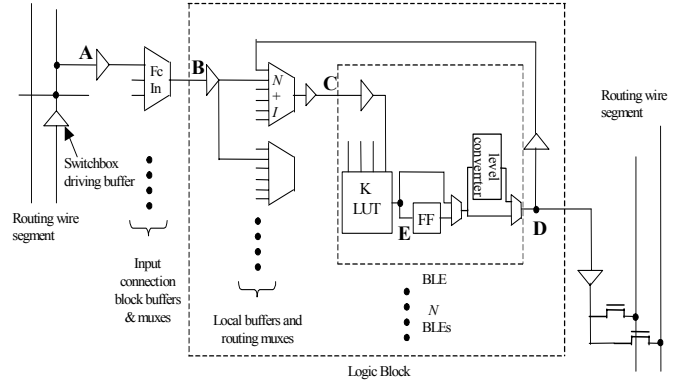 A
Fc
In
B
N
+
I
C
Routing wire
segment
Switchbox
driving buffer
Routing wire
segment
K
LUT
E
FF
level
converter
D
Input
connection
block buffers
& muxes
Local buffers and
routing muxes
BLE
N
BLEs
Logic Block